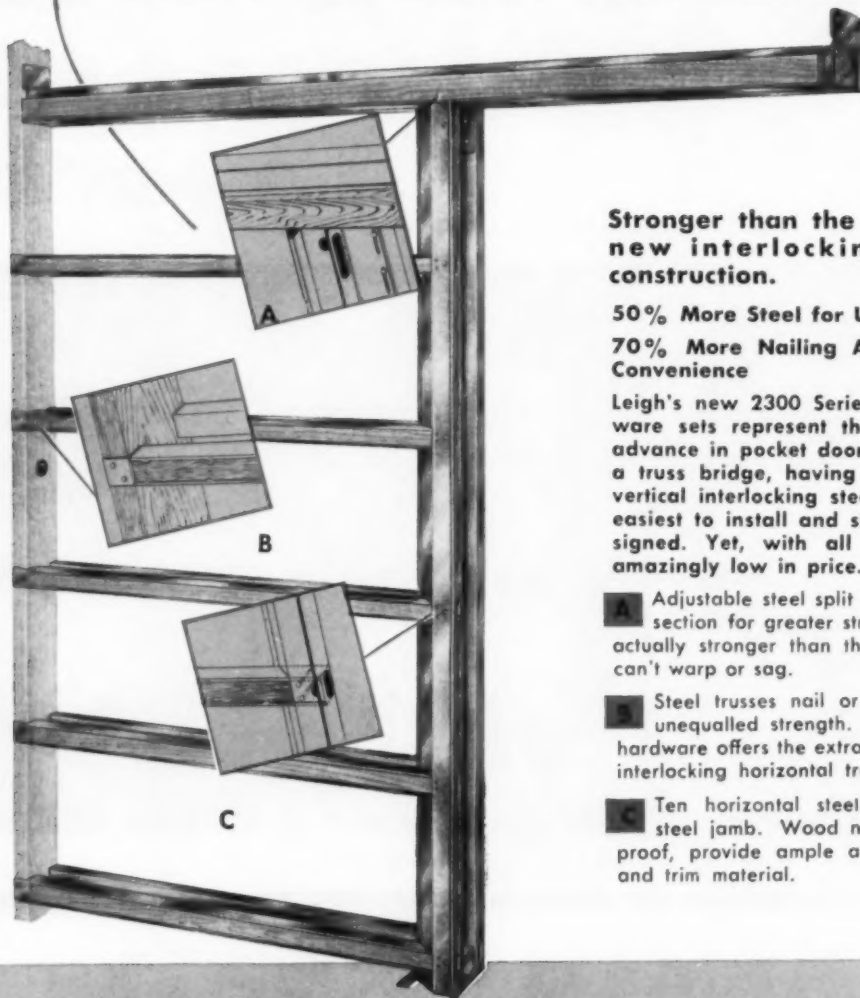 A
B
C
Stronger than the
new interlockin
construction.
50% More Steel for U
70% More Nailing A
Convenience
Leigh's new 2300 Serie
ware sets represent th
advance in pocket door
a truss bridge, having
vertical interlocking ste
easiest to install and s
signed. Yet, with all
amazingly low in price.
A Adjustable steel split
section for greater str
actually stronger than th
can't warp or sag.
B Steel trusses nail or
unequalled strength.
hardware offers the extra
interlocking horizontal tr
C Ten horizontal steel
steel jamb. Wood n
proof, provide ample a
and trim material.